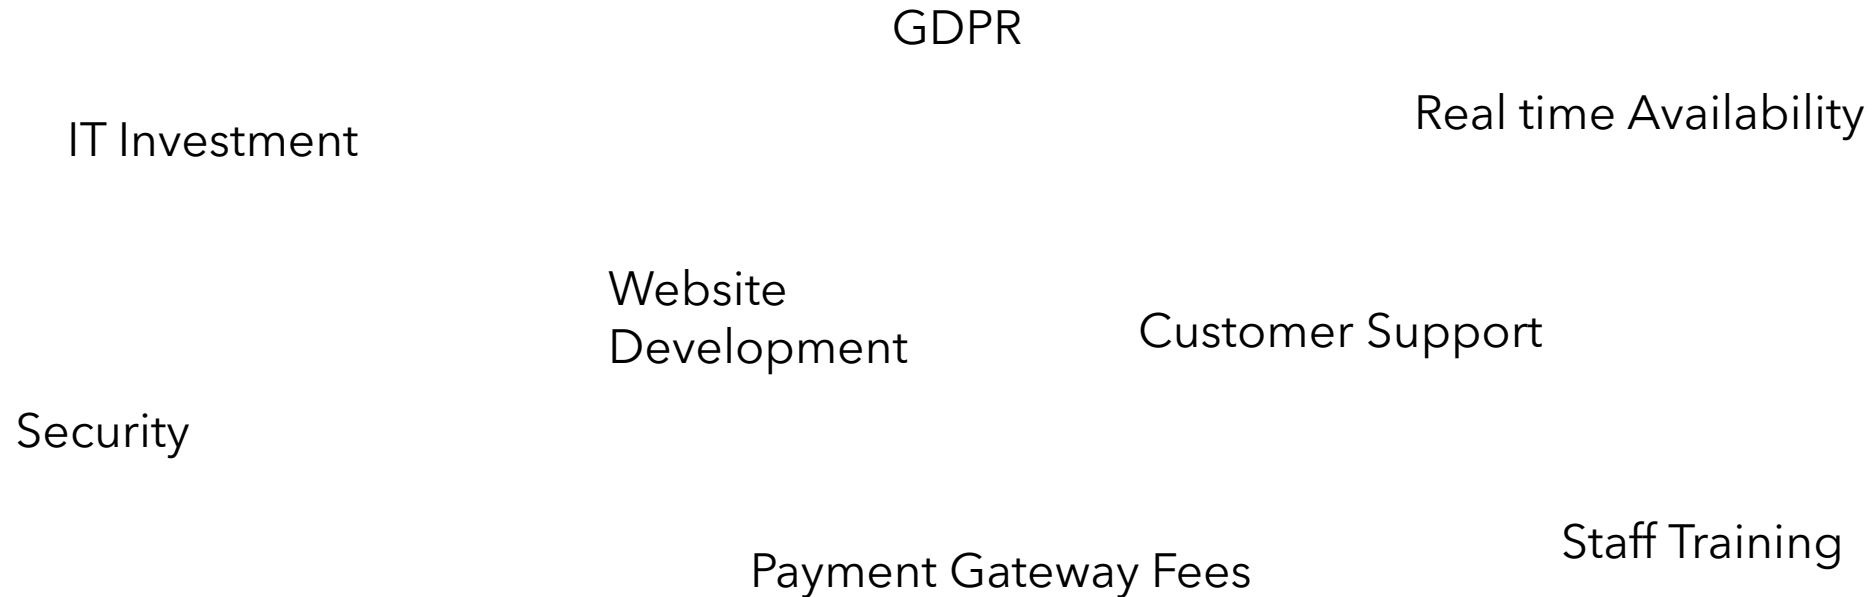 GDPR
Real time Availability
IT Investment
Website
Development
Customer Support
Security
Staff Training
Payment Gateway Fees